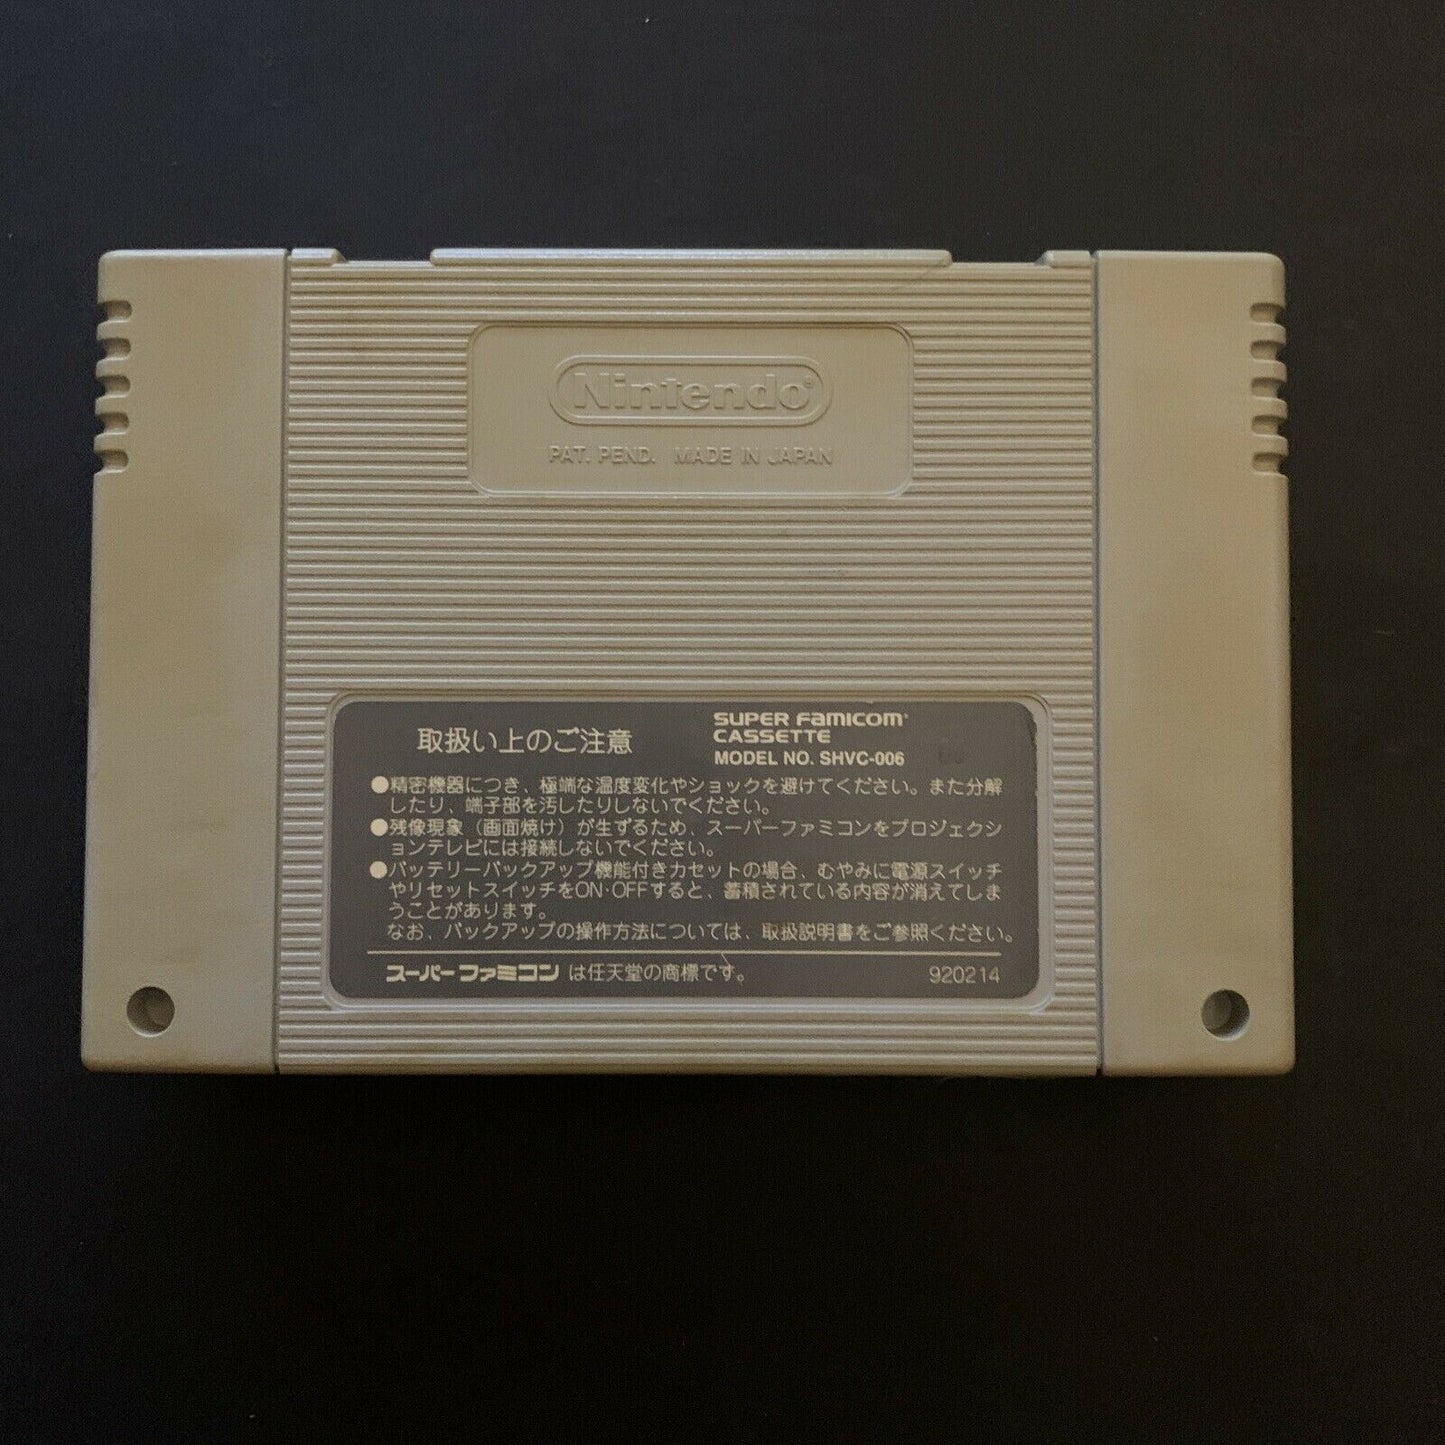 Nintendo®
PAT. PEND. MADE IN JAPAN
取扱い上のご注意
SUPER FAMICOM
CASSETTE
MODEL NO. SHVC-006
●精密機器につき、極端な温度変化やショックを避けてください。また分解
したり、端子部を汚したりしないでください。
●残像現象（画面焼け）が生ずるため、スーパーファミコンをプロジェクシ
ョンテレビには接続しないでください。
●バッテリーバックアップ機能付きカセットの場合、むやみに電源スイッチ
やリセットスイッチをON・OFFすると、蓄積されている内容が消えてしま
うことがあります。
なお、バックアップの操作方法については、取扱説明書をご参照ください。
スーパーファミコン は任天堂の商標です。
920214